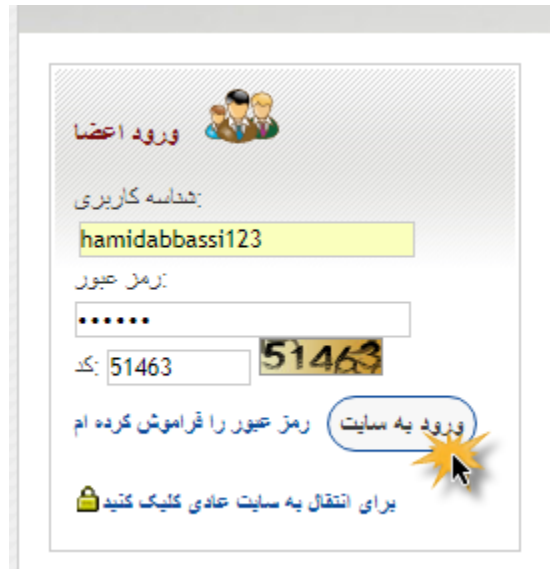 ورود اعضا
شناسه کاربری:
hamidabbassi123
رمز عبور:
••••••
کد: 51463 51463
ورود به سایت رمز عبور را فراموش کرده ام
برای انتقال به سایت عادی کلیک کنید